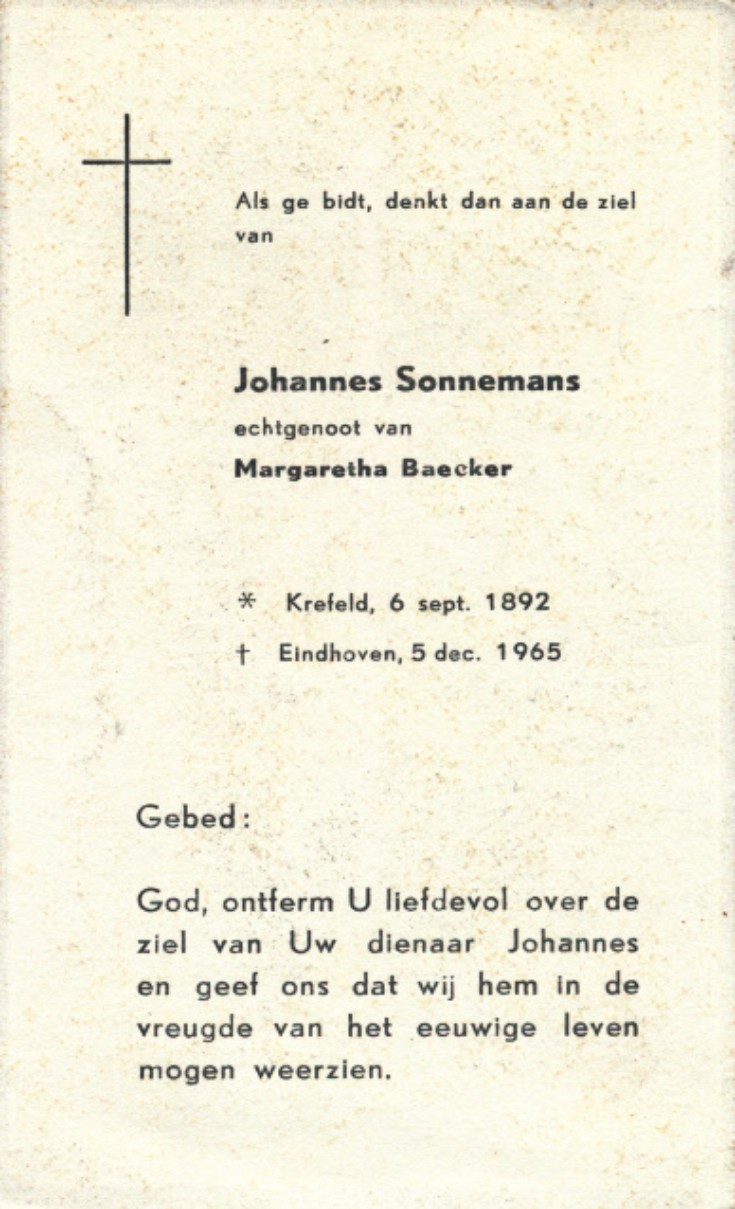 Als ge bidt, denkt dan aan de ziel
van
Johannes Sonnemans
echtgenoot van
Margaretha Baecker
* Krefeld, 6 sept. 1892
† Eindhoven, 5 dec. 1965
Gebed:
God, ontferm U liefdevol over de
ziel van Uw dienaar Johannes
en geef ons dat wij hem in de
vreugde van het eeuwige leven
mogen weerzien.